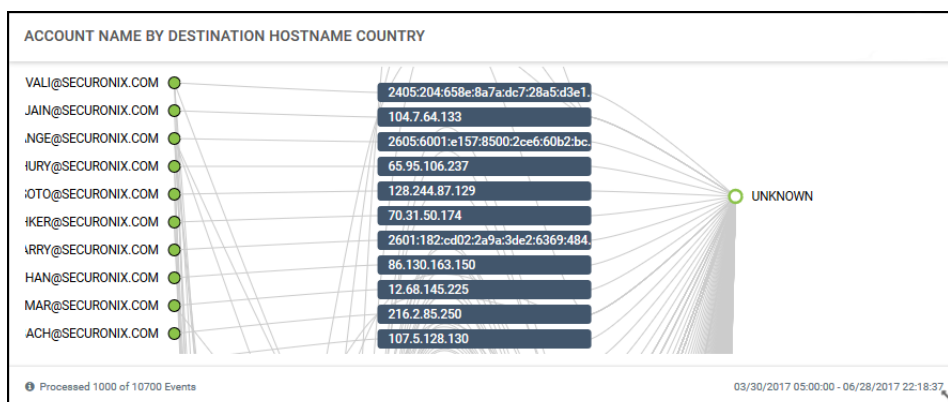 ACCOUNT NAME BY DESTINATION HOSTNAME COUNTRY
VALI@SECURONIX.COM
JAIN@SECURONIX.COM
NGE@SECURONIX.COM
URY@SECURONIX.COM
OTO@SECURONIX.COM
KER@SECURONIX.COM
ARRY@SECURONIX.COM
HAN@SECURONIX.COM
MAR@SECURONIX.COM
ACH@SECURONIX.COM
2405:204:658e:8a7a:dc7:28a5:d3e1.
104.7.64.133
2605:6001:e157:8500:2ce6:60b2:bc.
65.95.106.237
128.244.87.129
70.31.50.174
2601:182:cd02:2a9a:3de2:6369:484.
86.130.163.150
12.68.145.225
216.2.85.250
107.5.128.130
UNKNOWN
Processed 1000 of 10700 Events
03/30/2017 05:00:00 - 06/28/2017 22:18:37